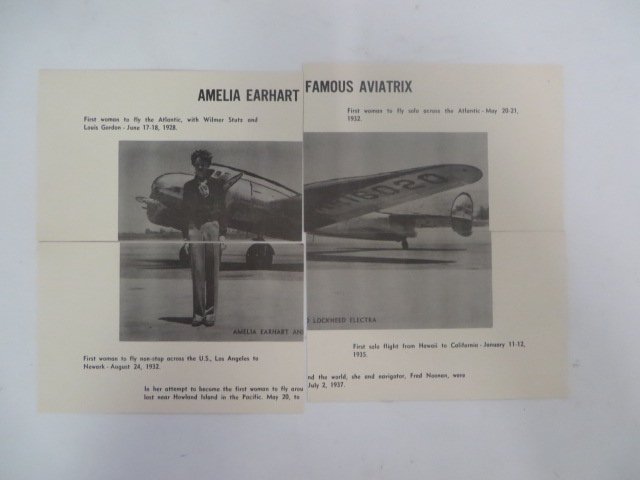 AMELIA EARHART FAMOUS AVIATRIX
First woman to fly the Atlantic, with Wilmer Stutz and
Louis Gordon - June 17-18, 1928.
First woman to fly solo across the Atlantic - May 20-21,
1932.
16020
AMELIA EARHART AND LOCKHEED ELECTRA
First woman to fly non-stop across the U.S., Los Angeles to
Newark - August 24, 1932.
First solo flight from Hawaii to California - January 11-12,
1935.
In her attempt to become the first woman to fly around the world, she and navigator, Fred Noonan, were
lost near Howland Island in the Pacific. May 20, to July 2, 1937.